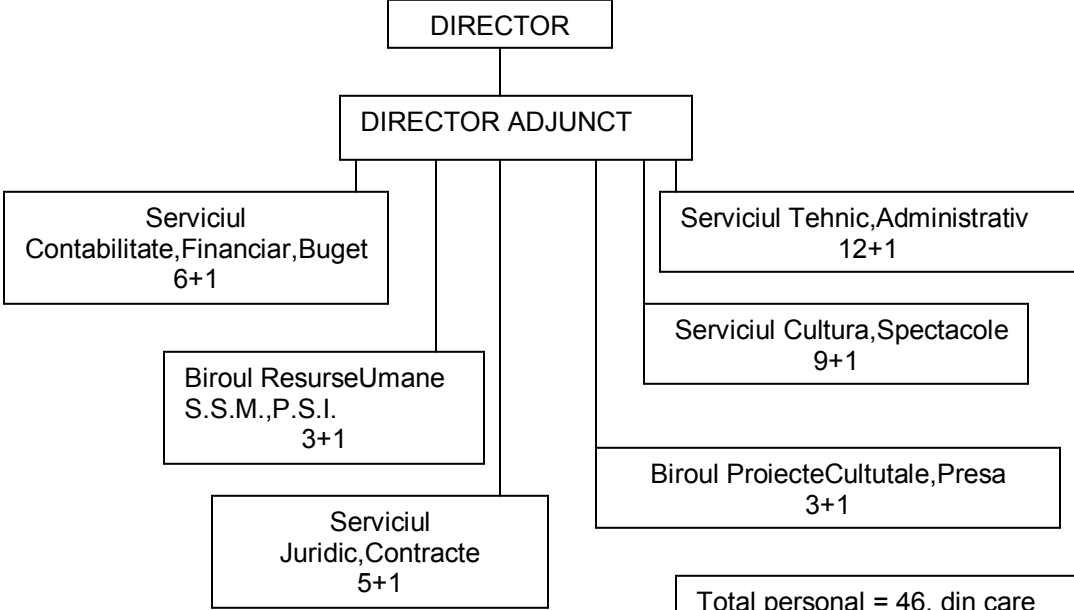 DIRECTOR
DIRECTOR ADJUNCT
Serviciul
Contabilitate,Financiar,Buget
6+1
Serviciul Tehnic,Administrativ
12+1
Serviciul Cultura,Spectacole
9+1
Biroul ResurseUmane
S.S.M.,P.S.I.
3+1
Biroul ProiecteCultutale,Presa
3+1
Serviciul
Juridic,Contracte
5+1
Total personal = 46, din care